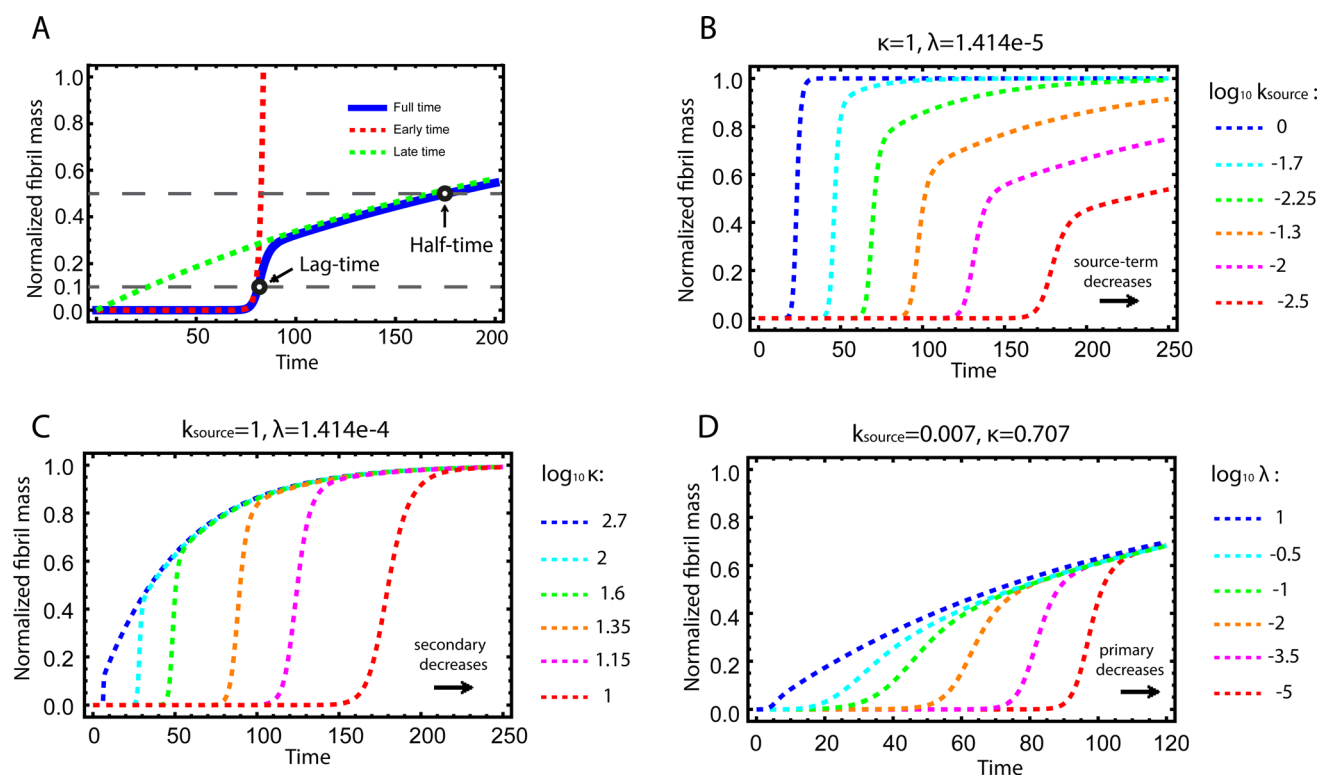 A
Normalized fibril mass
1.0
0.8
0.6
0.4
0.2
0.1
0.0
Full time
Early time
Late time
Half-time
Lag-time
50
100
150
200
Time
B
κ=1, λ=1.414e-5
Normalized fibril mass
1.0
0.8
0.6
0.4
0.2
0.0
source-term
decreases
0
50
100
150
200
250
Time
log₁₀ ksource :
0
-1.7
-2.25
-1.3
-2
-2.5
C
ksource=1, λ=1.414e-4
Normalized fibril mass
1.0
0.8
0.6
0.4
0.2
0.0
secondary
decreases
0
50
100
150
200
250
Time
log₁₀ κ:
2.7
2
1.6
1.35
1.15
1
D
ksource=0.007, κ=0.707
Normalized fibril mass
1.0
0.8
0.6
0.4
0.2
0.0
primary
decreases
0
20
40
60
80
100
120
Time
log₁₀ λ :
1
-0.5
-1
-2
-3.5
-5